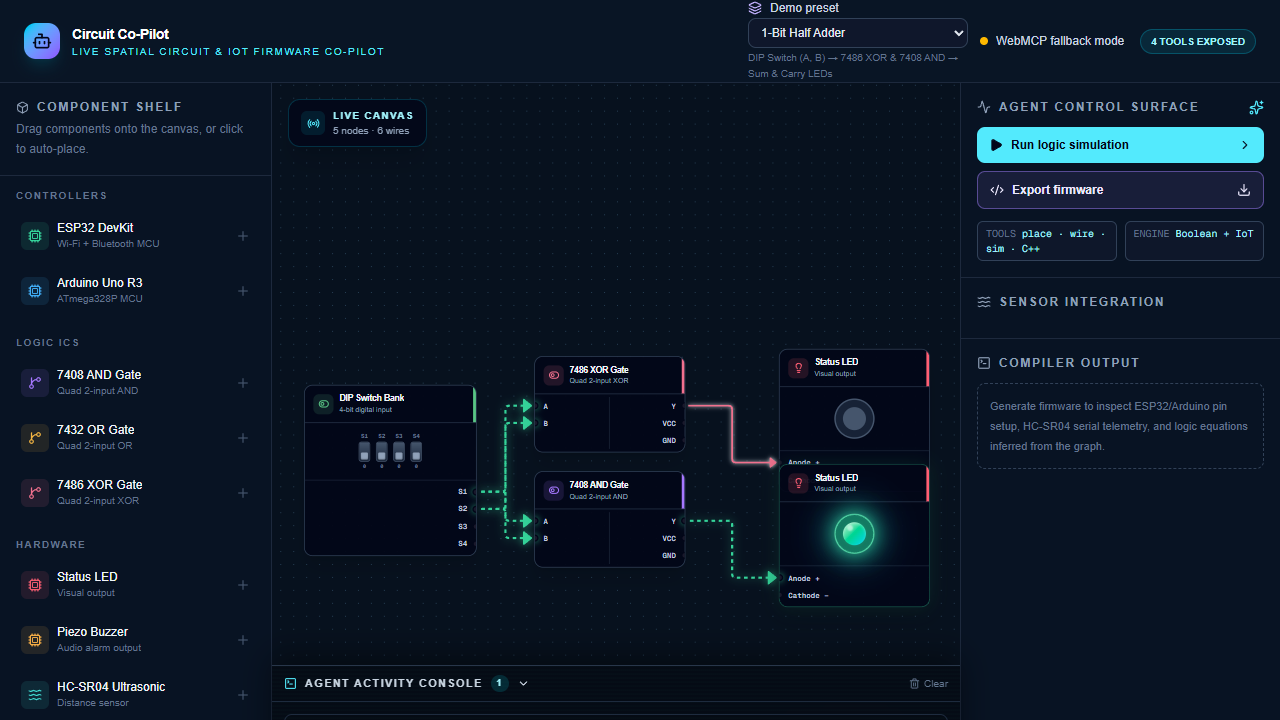 Circuit Co-Pilot
LIVE SPATIAL CIRCUIT & IOT FIRMWARE CO-PILOT
Demo preset
1-Bit Half Adder
DIP Switch (A, B) → 7486 XOR & 7408 AND →
Sum & Carry LEDs
WebMCP fallback mode
4 TOOLS EXPOSED
COMPONENT SHELF
Drag components onto the canvas, or click
to auto-place.
CONTROLLERS
ESP32 DevKit
Wi-Fi + Bluetooth MCU
Arduino Uno R3
ATmega328P MCU
LOGIC ICS
7408 AND Gate
Quad 2-input AND
7432 OR Gate
Quad 2-input OR
7486 XOR Gate
Quad 2-input XOR
HARDWARE
Status LED
Visual output
Piezo Buzzer
Audio alarm output
HC-SR04 Ultrasonic
Distance sensor
LIVE CANVAS
5 nodes · 6 wires
DIP Switch Bank
4-bit digital input
S1 S2 S3 S4
0 0 0 0
S1
S2
S3
S4
7486 XOR Gate
Quad 2-input XOR
A Y
B VCC
GND
7408 AND Gate
Quad 2-input AND
A Y
B VCC
GND
Status LED
Visual output
Anode +
Status LED
Visual output
Anode +
Cathode −
AGENT ACTIVITY CONSOLE 1
Clear
AGENT CONTROL SURFACE
Run logic simulation
Export firmware
TOOLS place · wire ·
sim · C++
ENGINE Boolean + IoT
SENSOR INTEGRATION
COMPILER OUTPUT
Generate firmware to inspect ESP32/Arduino pin
setup, HC-SR04 serial telemetry, and logic equations
inferred from the graph.